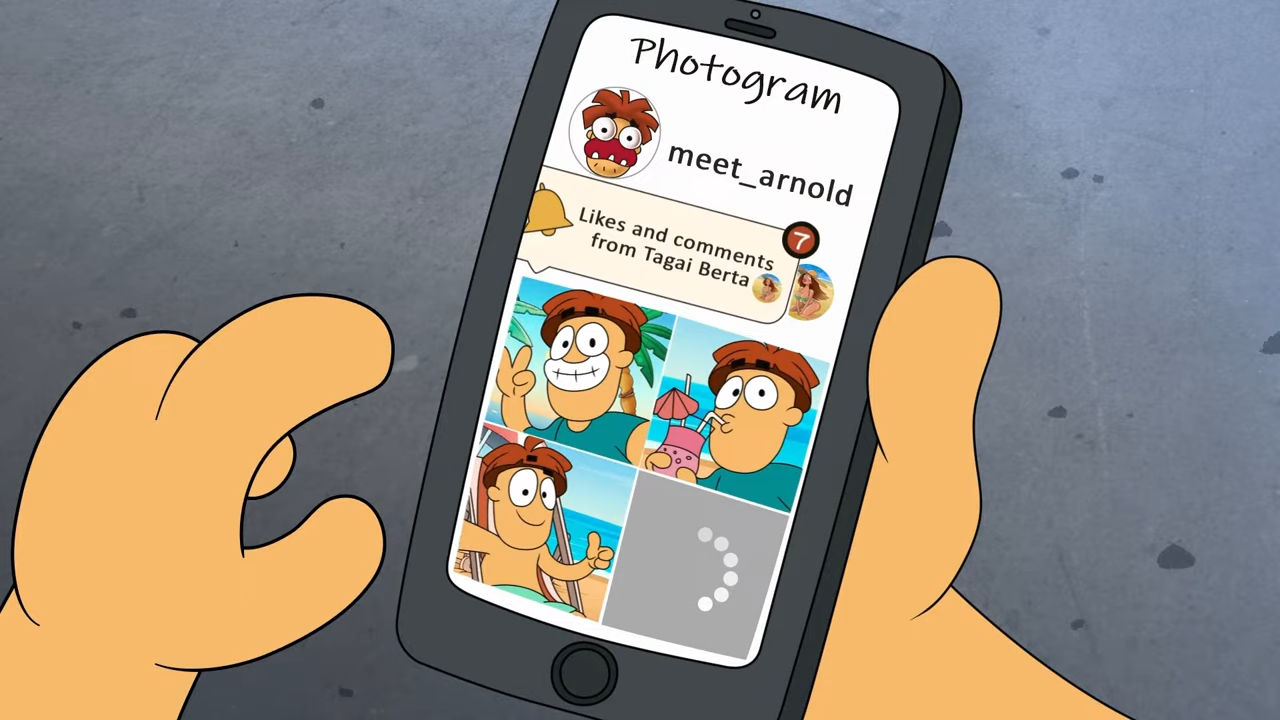 Photogram
meet_arnold
7
Likes and comments
from Tagai Berta